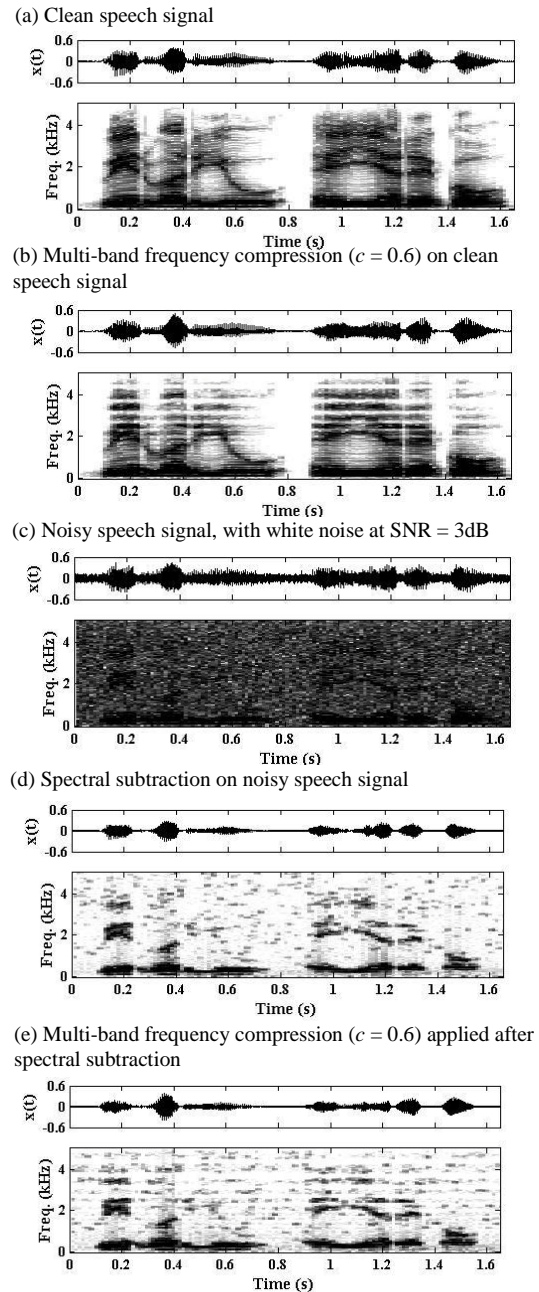 (a) Clean speech signal
0.6
x(t)
-0.6
4
Freq. (kHz)
2
0
0 0.2 0.4 0.6 0.8 1 1.2 1.4 1.6
Time (s)
(b) Multi-band frequency compression (c = 0.6) on clean
speech signal
0.6
x(t)
-0.6
4
Freq. (kHz)
2
0
0 0.2 0.4 0.6 0.8 1 1.2 1.4 1.6
Time (s)
(c) Noisy speech signal, with white noise at SNR = 3dB
0.6
x(t)
-0.6
4
Freq. (kHz)
2
0
0 0.2 0.4 0.6 0.8 1 1.2 1.4 1.6
Time (s)
(d) Spectral subtraction on noisy speech signal
0.6
x(t)
-0.6
4
Freq. (kHz)
2
0
0 0.2 0.4 0.6 0.8 1 1.2 1.4 1.6
Time (s)
(e) Multi-band frequency compression (c = 0.6) applied after
spectral subtraction
0.6
x(t)
-0.6
4
Freq. (kHz)
2
0
0 0.2 0.4 0.6 0.8 1 1.2 1.4 1.6
Time (s)